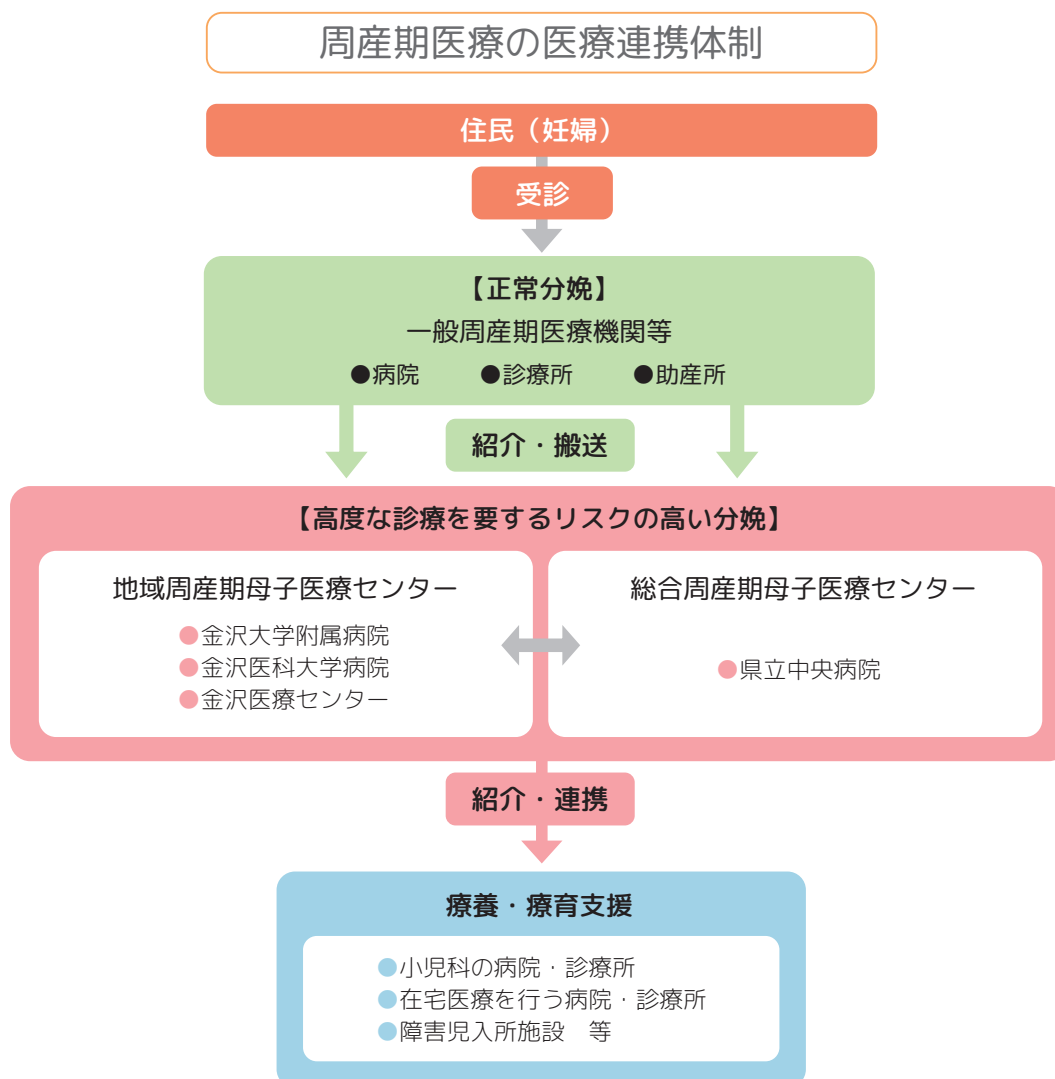 周産期医療の医療連携体制
住民（妊婦）
受診
【正常分娩】
一般周産期医療機関等
●病院　●診療所　●助産所
紹介・搬送
【高度な診療を要するリスクの高い分娩】
地域周産期母子医療センター
●金沢大学附属病院
●金沢医科大学病院
●金沢医療センター
総合周産期母子医療センター
●県立中央病院
紹介・連携
療養・療育支援
●小児科の病院・診療所
●在宅医療を行う病院・診療所
●障害児入所施設　等